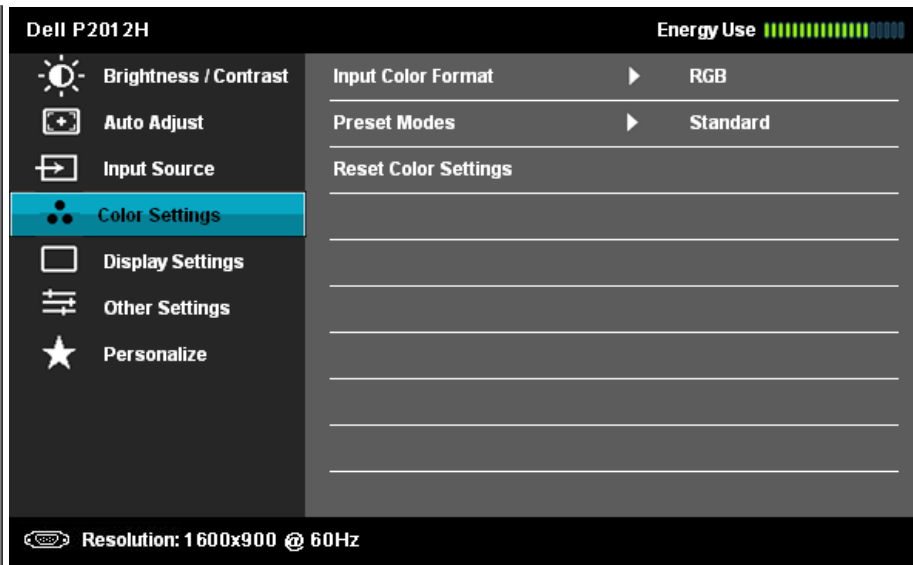 Dell P2012H Energy Use
Brightness / Contrast Input Color Format RGB
Auto Adjust Preset Modes Standard
Input Source Reset Color Settings
Color Settings
Display Settings
Other Settings
Personalize
Resolution: 1600x900 @ 60Hz